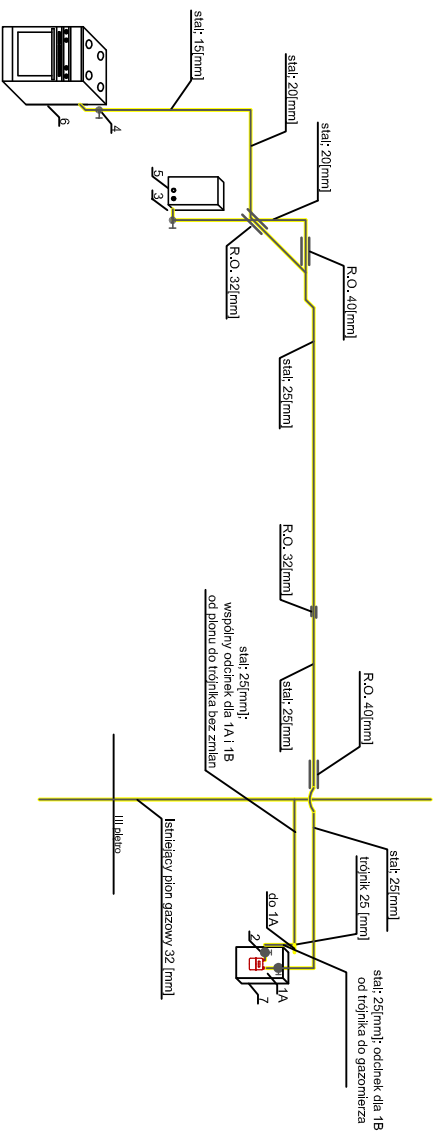 stal; 15[mm]
stal; 20[mm]
stal; 20[mm]
R.O. 40[mm]
R.O. 32[mm]
6
4
5
3
stal; 25[mm]
R.O. 32[mm]
stal; 25[mm]
R.O. 40[mm]
stal; 25[mm];
wspólny odcinek dla 1A i 1B
od pionu do trójnika bez zmian
III piętro
Istniejący pion gazowy 32 [mm]
stal; 25[mm]
trójnik 25 [mm]
stal; 25[mm]; odcinek dla 1B
od trójnika do gazomierza
do 1A
2
1A
7